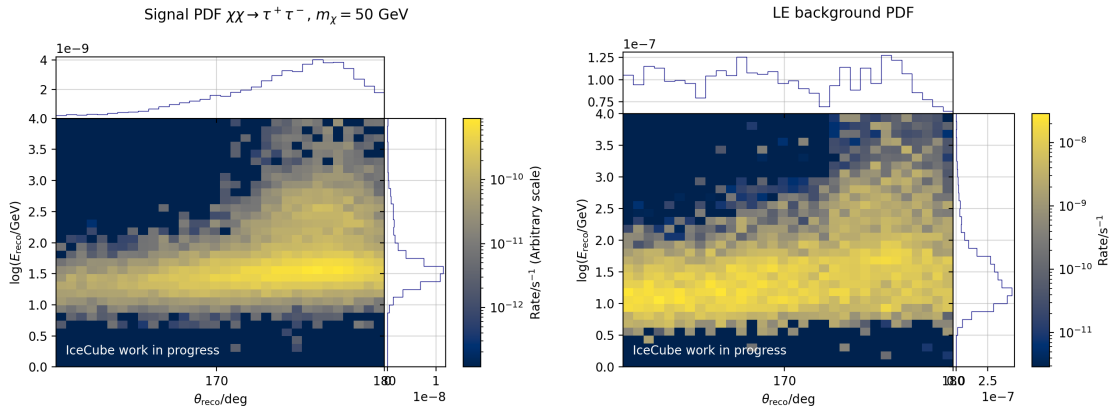 Signal PDF χχ → τ⁺τ⁻, m_χ = 50 GeV
1e−9
4
2
4.0
3.5
3.0
2.5
2.0
1.5
1.0
0.5
0.0
log(E_reco/GeV)
IceCube work in progress
170
180
θ_reco/deg
0
1
1e−8
10⁻¹⁰
10⁻¹¹
10⁻¹²
Rate/s⁻¹ (Arbitrary scale)
LE background PDF
1e−7
1.25
1.00
0.75
4.0
3.5
3.0
2.5
2.0
1.5
1.0
0.5
0.0
log(E_reco/GeV)
IceCube work in progress
170
180
θ_reco/deg
0.0
2.5
1e−7
10⁻⁸
10⁻⁹
10⁻¹⁰
10⁻¹¹
Rate/s⁻¹